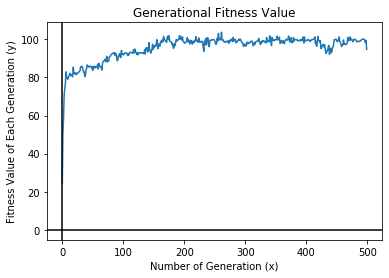 Generational Fitness Value
Fitness Value of Each Generation (y)
100
80
60
40
20
0
0 100 200 300 400 500
Number of Generation (x)